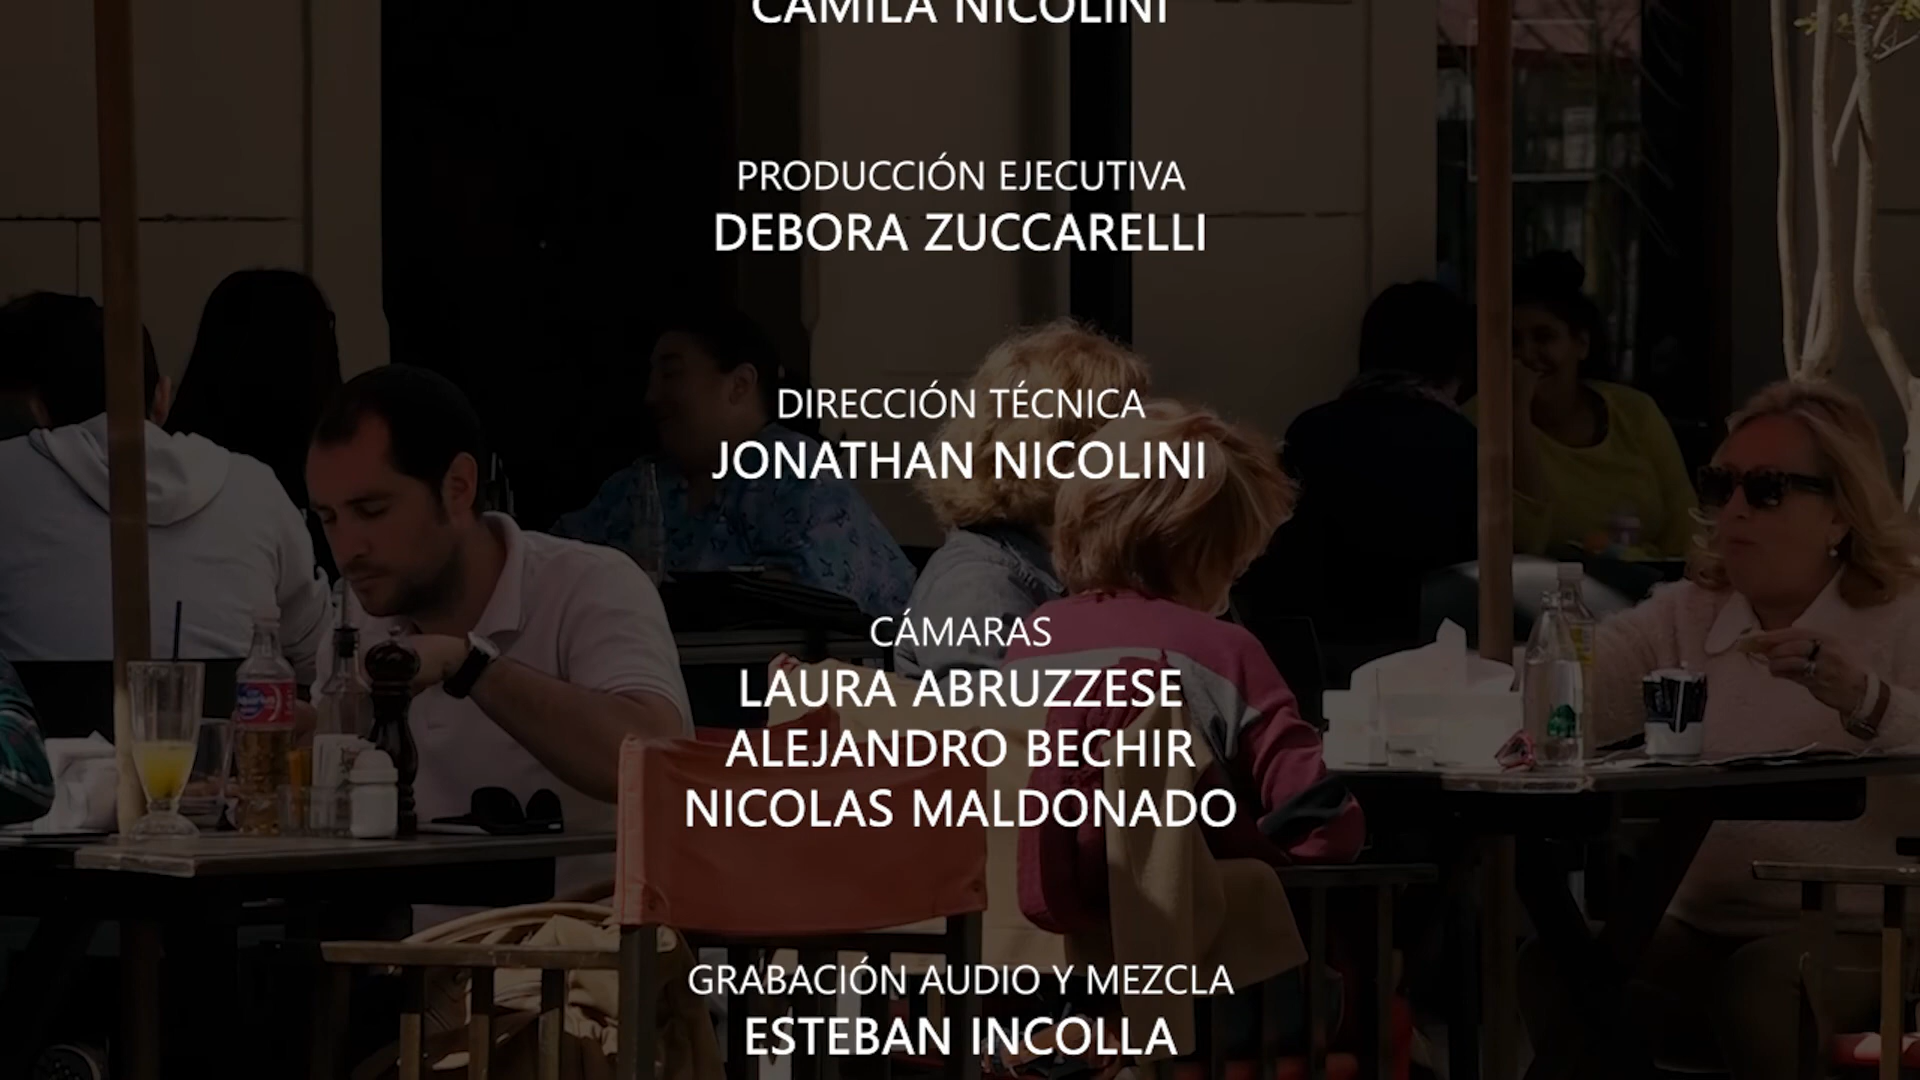 CAMILA NICOLINI
PRODUCCIÓN EJECUTIVA
DEBORA ZUCCARELLI
DIRECCIÓN TÉCNICA
JONATHAN NICOLINI
CÁMARAS
LAURA ABRUZZESE
ALEJANDRO BECHIR
NICOLAS MALDONADO
GRABACIÓN AUDIO Y MEZCLA
ESTEBAN INCOLLA